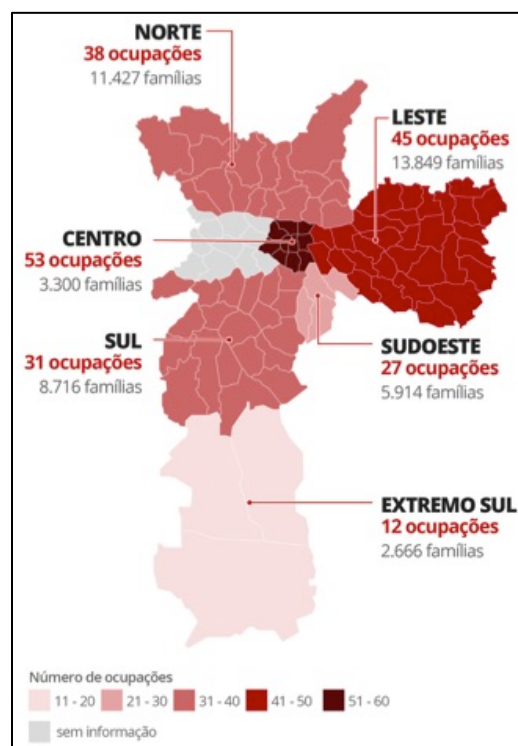 NORTE
38 ocupações
11.427 famílias
LESTE
45 ocupações
13.849 famílias
CENTRO
53 ocupações
3.300 famílias
SUL
31 ocupações
8.716 famílias
SUDOESTE
27 ocupações
5.914 famílias
EXTREMO SUL
12 ocupações
2.666 famílias
Número de ocupações
11 - 20 21 - 30 31 - 40 41 - 50 51 - 60
sem informação